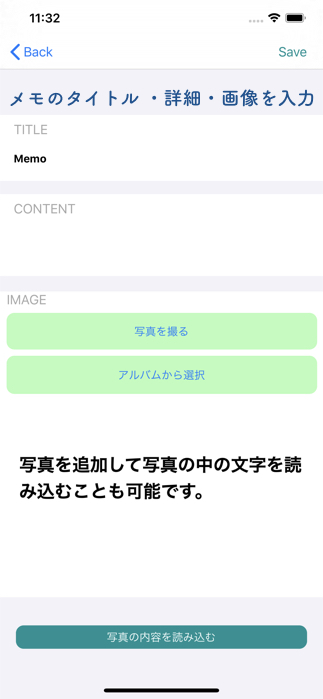 11:32
Back
Save
メモのタイトル・詳細・画像を入力
TITLE
Memo
CONTENT
IMAGE
写真を撮る
アルバムから選択
写真を追加して写真の中の文字を読
み込むことも可能です。
写真の内容を読み込む